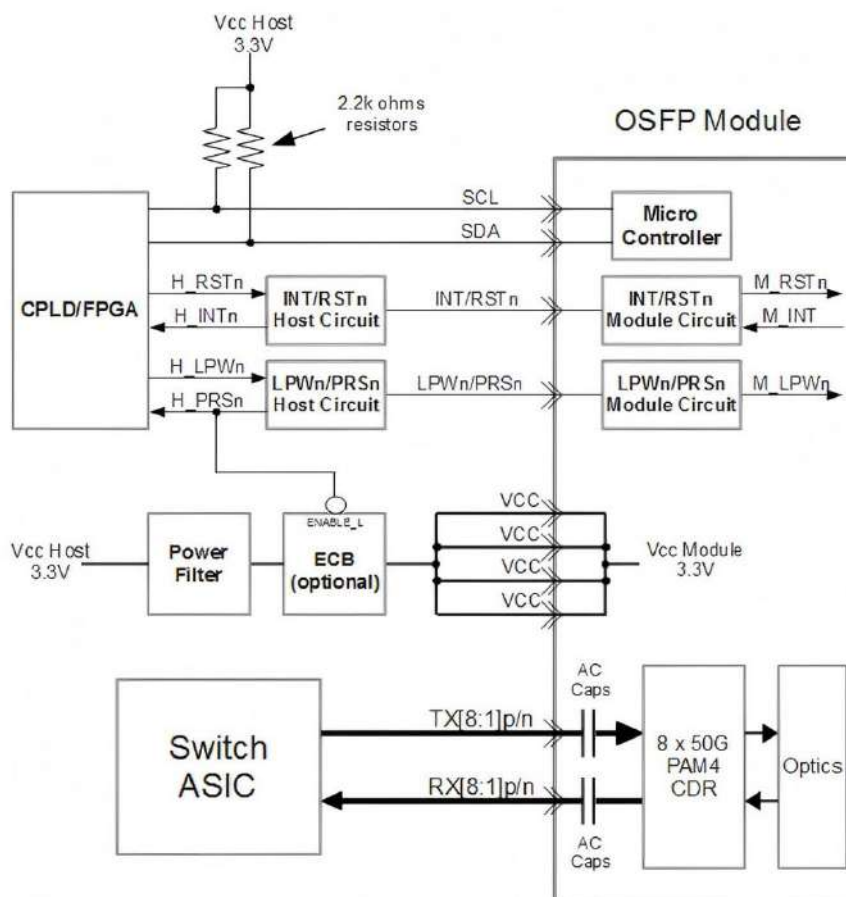 Vcc Host
3.3V
2.2k ohms
resistors
OSFP Module
SCL
SDA
Micro
Controller
CPLD/FPGA
H_RSTn
H_INTn
INT/RSTn
Host Circuit
INT/RSTn
INT/RSTn
Module Circuit
M_RSTn
M_INT
H_LPWn
H_PRSn
LPWn/PRSn
Host Circuit
LPWn/PRSn
LPWn/PRSn
Module Circuit
M_LPWn
Vcc Host
3.3V
Power
Filter
ENABLE_L
ECB
(optional)
VCC
VCC
VCC
VCC
Vcc Module
3.3V
Switch
ASIC
TX[8:1]p/n
RX[8:1]p/n
AC
Caps
AC
Caps
8 x 50G
PAM4
CDR
Optics